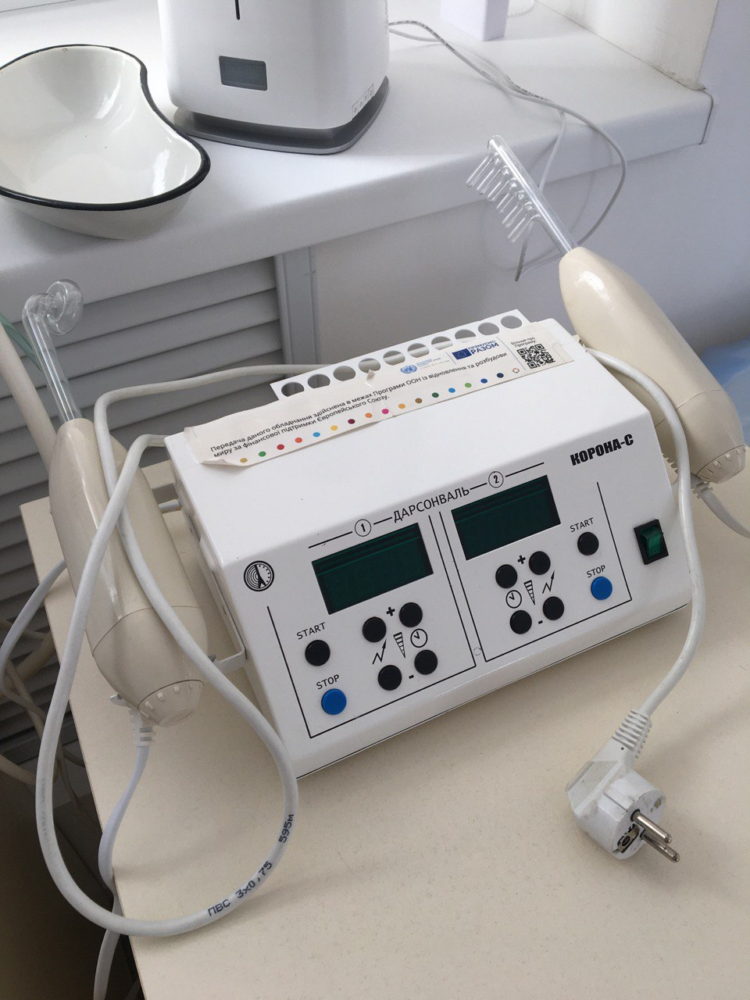 ПРЯМУЄМО
РАЗОМ
Більше про
Програму:
Передача даного обладнання здійснена в межах Програми ООН із відновлення та розбудови
миру за фінансової підтримки Європейського Союзу.
КОРОНА-С
1 ДАРСОНВАЛЬ 2
START
STOP
+
-
START
STOP
+
-
ПВС 3х0,75 595м